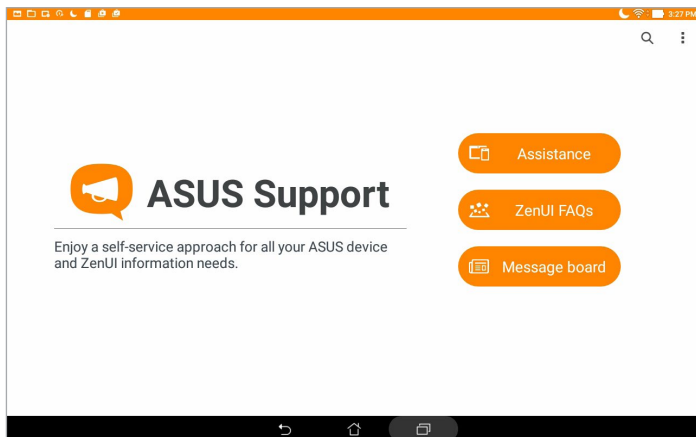 3:27 PM
ASUS Support
Enjoy a self-service approach for all your ASUS device
and ZenUI information needs.
Assistance
ZenUI FAQs
Message board